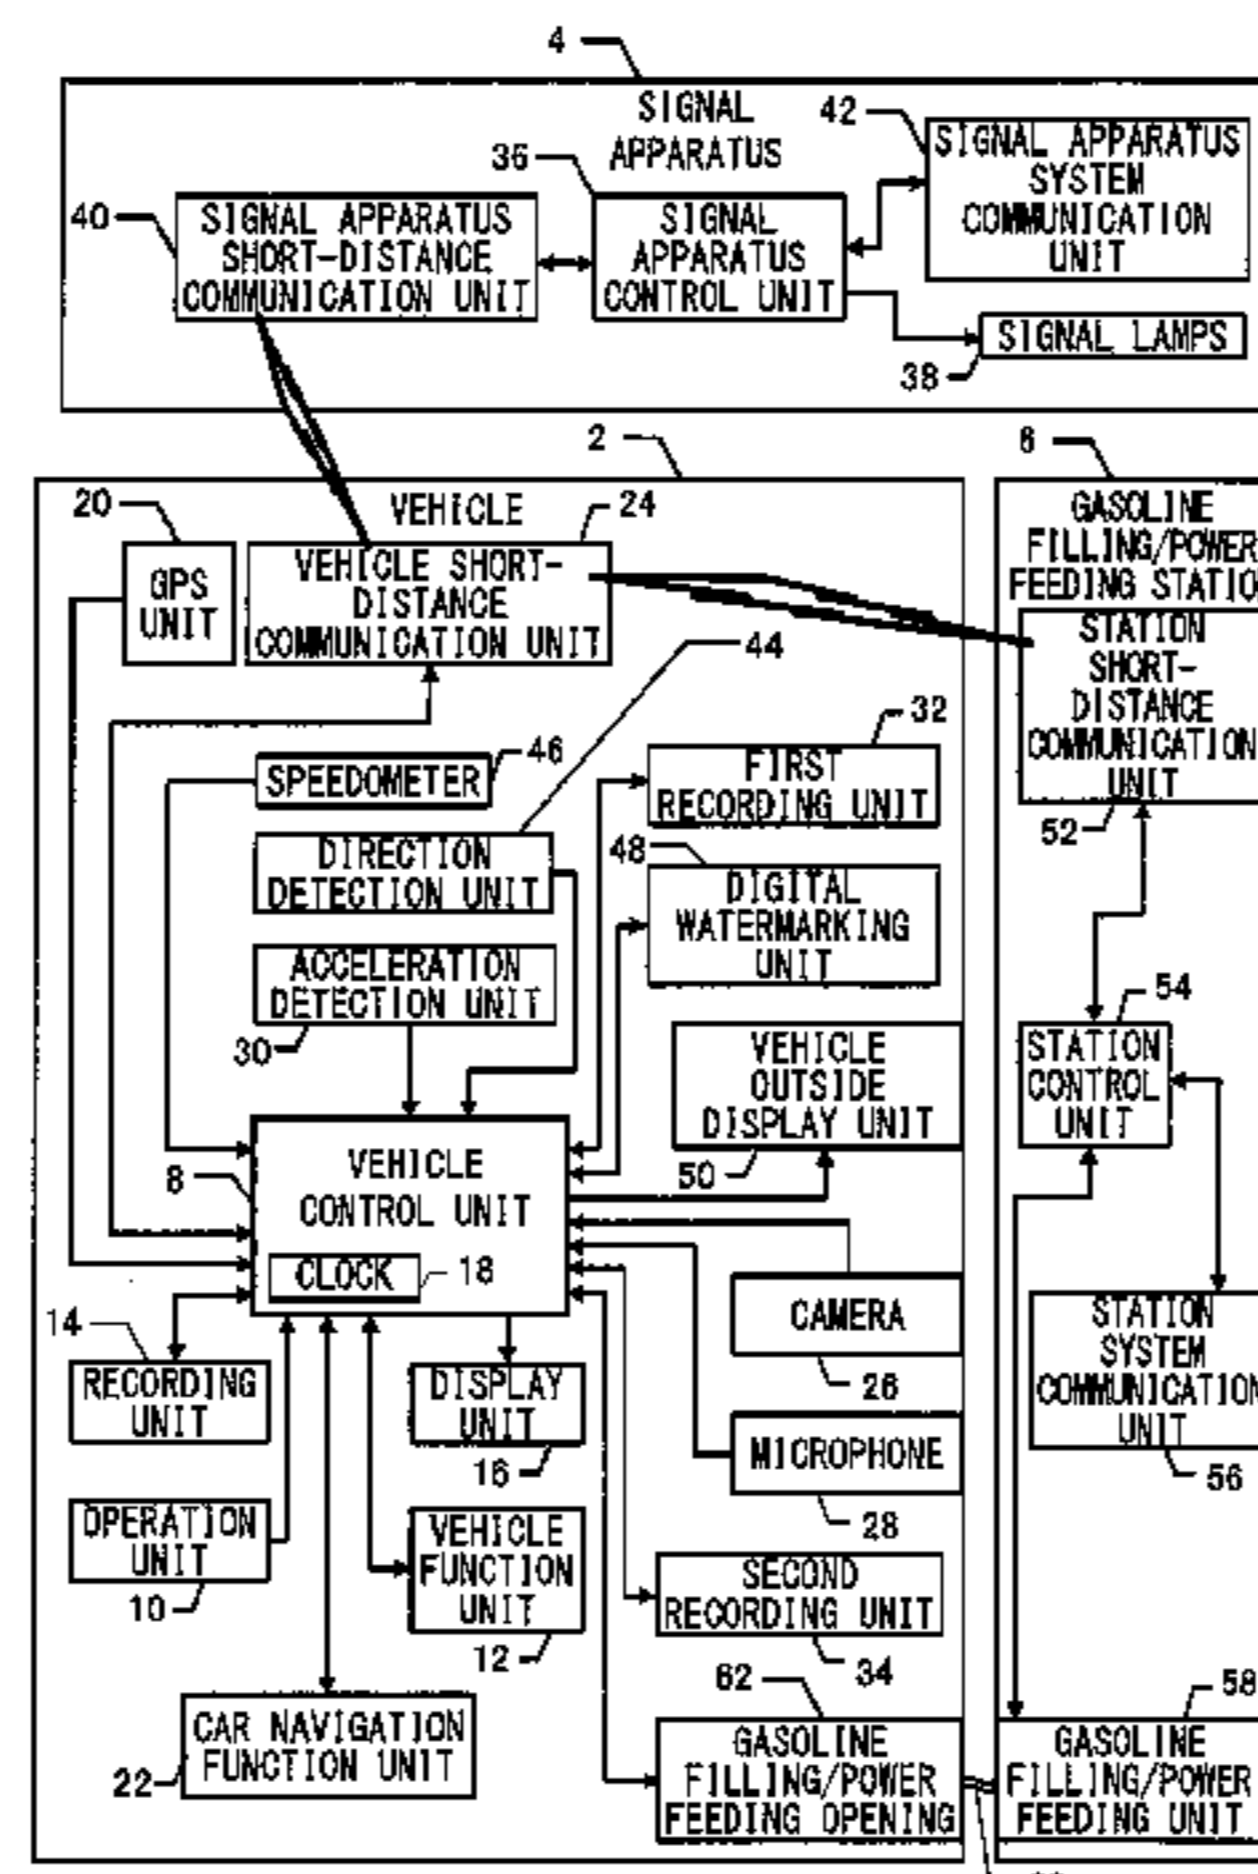 4
SIGNAL
APPARATUS
42
SIGNAL APPARATUS
SYSTEM
COMMUNICATION
UNIT
36
40
SIGNAL APPARATUS
SHORT-DISTANCE
COMMUNICATION UNIT
SIGNAL
APPARATUS
CONTROL UNIT
SIGNAL LAMPS
38
2
6
VEHICLE
GASOLINE
FILLING/POWER
FEEDING
20
24
GPS
UNIT
VEHICLE SHORT-
DISTANCE
COMMUNICATION UNIT
STATION
SHORT-
DISTANCE
COMMUNICATION
UNIT
52
44
32
46
SPEEDOMETER
FIRST
RECORDING UNIT
DIRECTION
DETECTION UNIT
48
DIGITAL
WATERMARKING
UNIT
ACCELERATION
DETECTION UNIT
30
54
STATION
CONTROL
UNIT
VEHICLE
OUTSIDE
DISPLAY UNIT
50
8
VEHICLE
CONTROL UNIT
CLOCK
18
CAMERA
26
STATION
SYSTEM
COMMUNICATION
UNIT
56
14
RECORDING
UNIT
DISPLAY
UNIT
16
MICROPHONE
28
OPERATION
UNIT
10
VEHICLE
FUNCTION
UNIT
12
SECOND
RECORDING UNIT
34
62
58
CAR NAVIGATION
FUNCTION UNIT
22
GASOLINE
FILLING/POWER
FEEDING OPENING
GASOLINE
FILLING/POWER
FEEDING UNIT